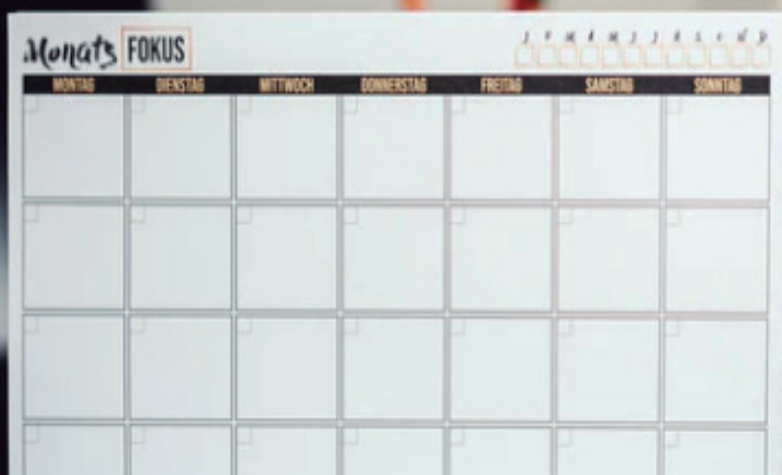 Monats FOKUS
J F M A M J J A S O N D
MONTAG DIENSTAG MITTWOCH DONNERSTAG FREITAG SAMSTAG SONNTAG